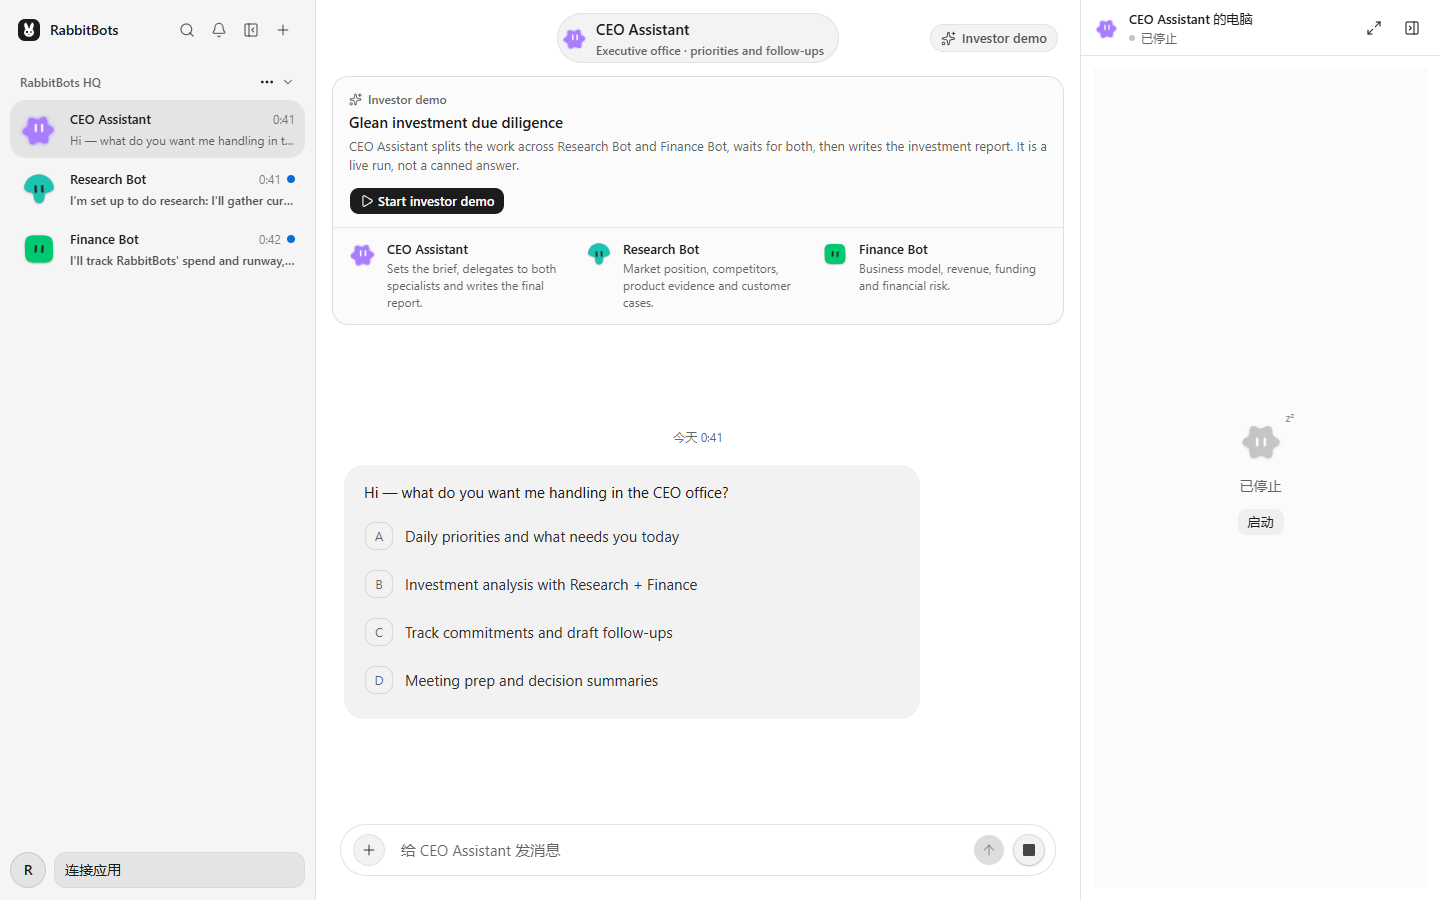 RabbitBots
RabbitBots HQ
CEO Assistant 0:41
Hi — what do you want me handling in t...
Research Bot 0:41
I'm set up to do research: I'll gather cur...
Finance Bot 0:42
I'll track RabbitBots' spend and runway,...
R
连接应用
CEO Assistant
Executive office · priorities and follow-ups
Investor demo
Investor demo
Glean investment due diligence
CEO Assistant splits the work across Research Bot and Finance Bot, waits for both, then writes the investment report. It is a
live run, not a canned answer.
Start investor demo
CEO Assistant
Sets the brief, delegates to both
specialists and writes the final
report.
Research Bot
Market position, competitors,
product evidence and customer
cases.
Finance Bot
Business model, revenue, funding
and financial risk.
今天 0:41
Hi — what do you want me handling in the CEO office?
A Daily priorities and what needs you today
B Investment analysis with Research + Finance
C Track commitments and draft follow-ups
D Meeting prep and decision summaries
给 CEO Assistant 发消息
CEO Assistant 的电脑
已停止
zz
已停止
启动